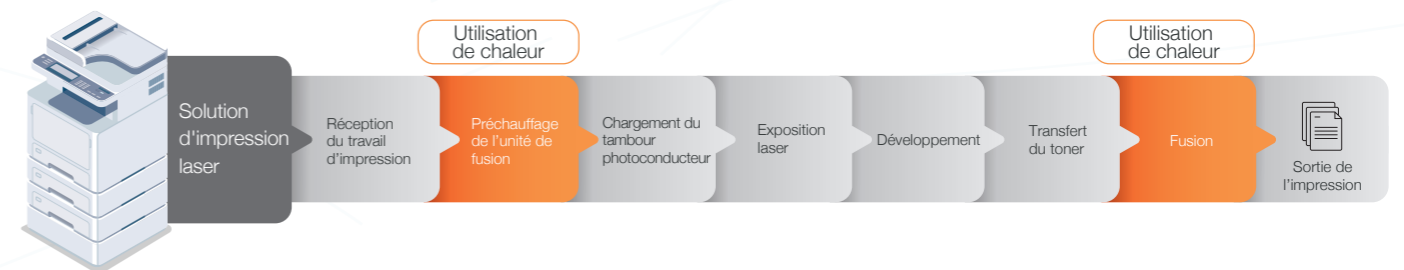 Utilisation
de chaleur
Utilisation
de chaleur
Solution
d'impression
laser
Réception
du travail
d'impression
Préchauffage
de l'unité de
fusion
Chargement du
tambour
photoconducteur
Exposition
laser
Développement
Transfert
du toner
Fusion
Sortie de
l'impression